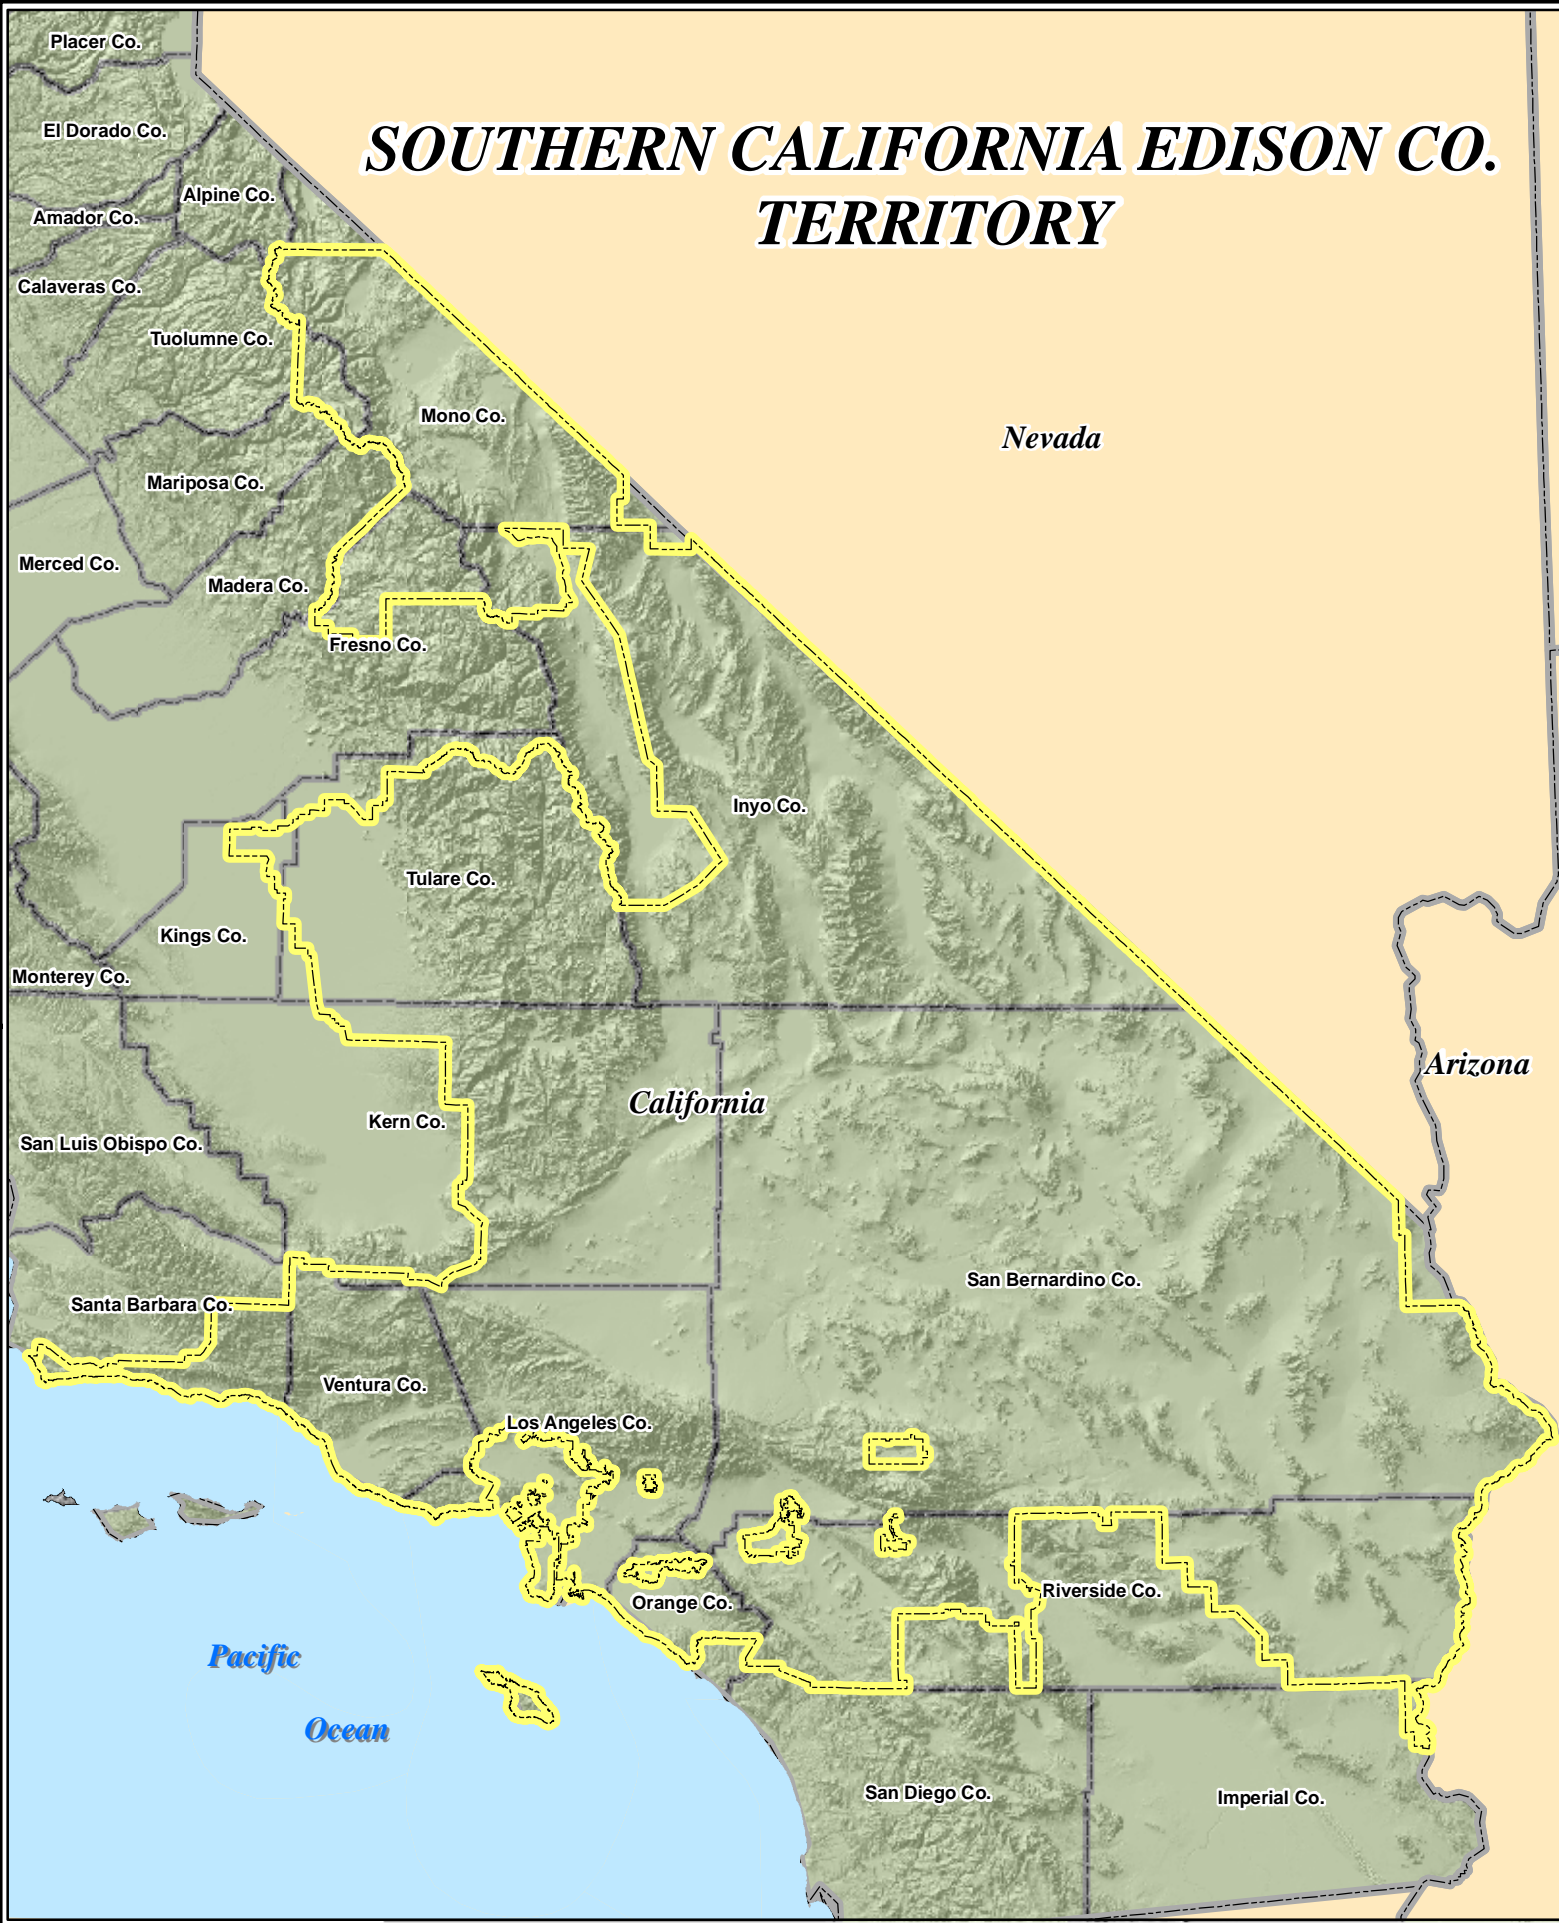 Placer Co.
SOUTHERN CALIFORNIA EDISON CO.
TERRITORY
El Dorado Co.
Alpine Co.
Amador Co.
Calaveras Co.
Tuolumne Co.
Mono Co.
Nevada
Mariposa Co.
Merced Co.
Madera Co.
Fresno Co.
Inyo Co.
Tulare Co.
Kings Co.
Monterey Co.
Arizona
California
Kern Co.
San Luis Obispo Co.
San Bernardino Co.
Santa Barbara Co.
Ventura Co.
Los Angeles Co.
Riverside Co.
Orange Co.
Pacific
Ocean
San Diego Co.
Imperial Co.